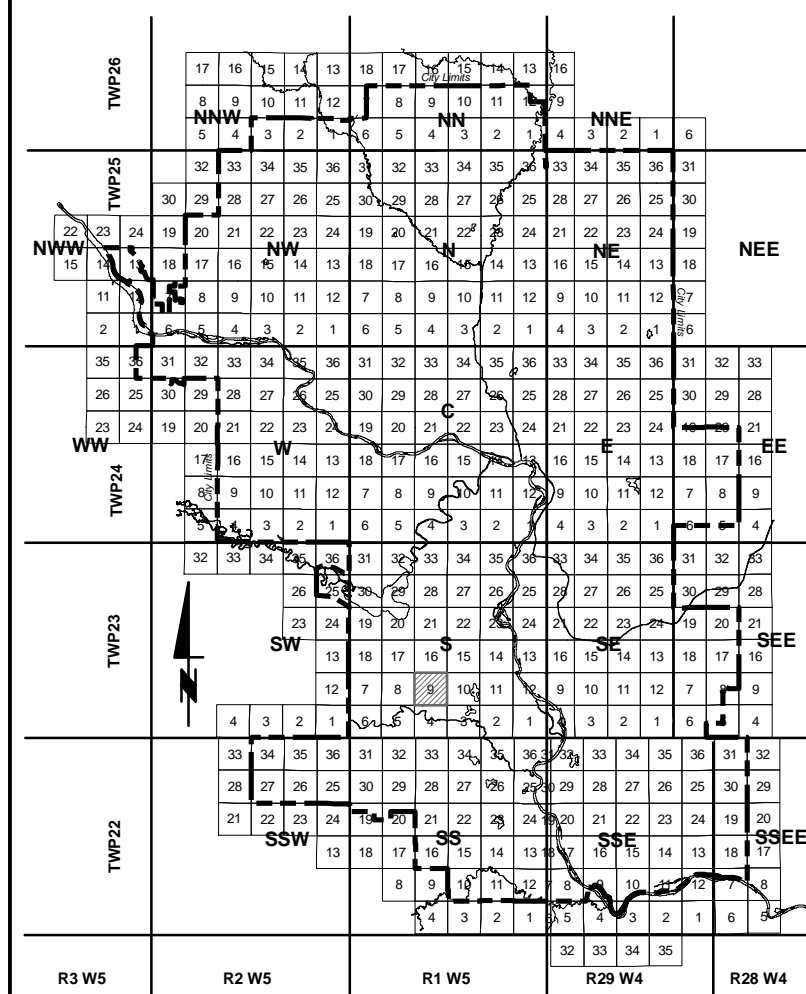 TWP26
17 16 15 14 13 18 17 16 15 14 13 16
City Limits
8 9 10 11 12 8 9 10 11 12 9
NNW NN NNE
5 4 3 2 1 6 5 4 3 2 1 4 3 2 1 6
TWP25
32 33 34 35 36 31 32 33 34 35 36 33 34 35 36 31
30 29 28 27 26 25 30 29 28 27 26 25 28 27 26 25 30
22 23 24 19 20 21 22 23 24 19 20 21 22 23 24 21 22 23 24 19
NWW NW N NE NEE
15 14 13 18 17 16 15 14 13 18 17 16 15 14 13 16 15 14 13 18
11 12 8 9 10 11 12 7 8 9 10 11 12 9 10 11 12 7
City Limits
2 1 6 5 4 3 2 1 6 5 4 3 2 1 4 3 2 1 6
35 36 31 32 33 34 35 36 31 32 33 34 35 36 33 34 35 36 31 32 33
26 25 30 29 28 27 26 25 30 29 28 27 26 25 28 27 26 25 30 29 28
C
23 24 19 20 21 22 23 24 19 20 21 22 23 24 21 22 23 24 19 20 21
WW W E EE
TWP24
17 16 15 14 13 18 17 16 15 14 13 16 15 14 13 18 17 16
City Limits
8 9 10 11 12 7 8 9 10 11 12 9 10 11 12 7 8 9
5 4 3 2 1 6 5 4 3 2 1 4 3 2 1 6 5 4
32 33 34 35 36 31 32 33 34 35 36 33 34 35 36 31 32 33
26 25 30 29 28 27 26 25 28 27 26 25 30 29 28
TWP23
23 24 19 20 21 22 23 24 21 22 23 24 19 20 21
SW S SE SEE
13 18 17 16 15 14 13 16 15 14 13 18 17 16
N
12 7 8 9 10 11 12 9 10 11 12 7 8 9
4 3 2 1 6 5 4 3 2 1 3 2 1 6 4
33 34 35 36 31 32 33 34 35 36 31 32 33 34 35 36 31 32
28 27 26 25 30 29 28 27 26 25 30 29 28 27 26 25 30 29
21 22 23 24 19 20 21 22 23 24 19 20 21 22 23 24 19 20
SSW SS SSE SSEE
TWP22
13 18 17 16 15 14 13 18 17 16 15 14 13 18 17
8 9 10 11 12 7 8 9 10 11 12 7 8
4 3 2 1 6 5 4 3 2 1 6 5
32 33 34 35
R3 W5 R2 W5 R1 W5 R29 W4 R28 W4